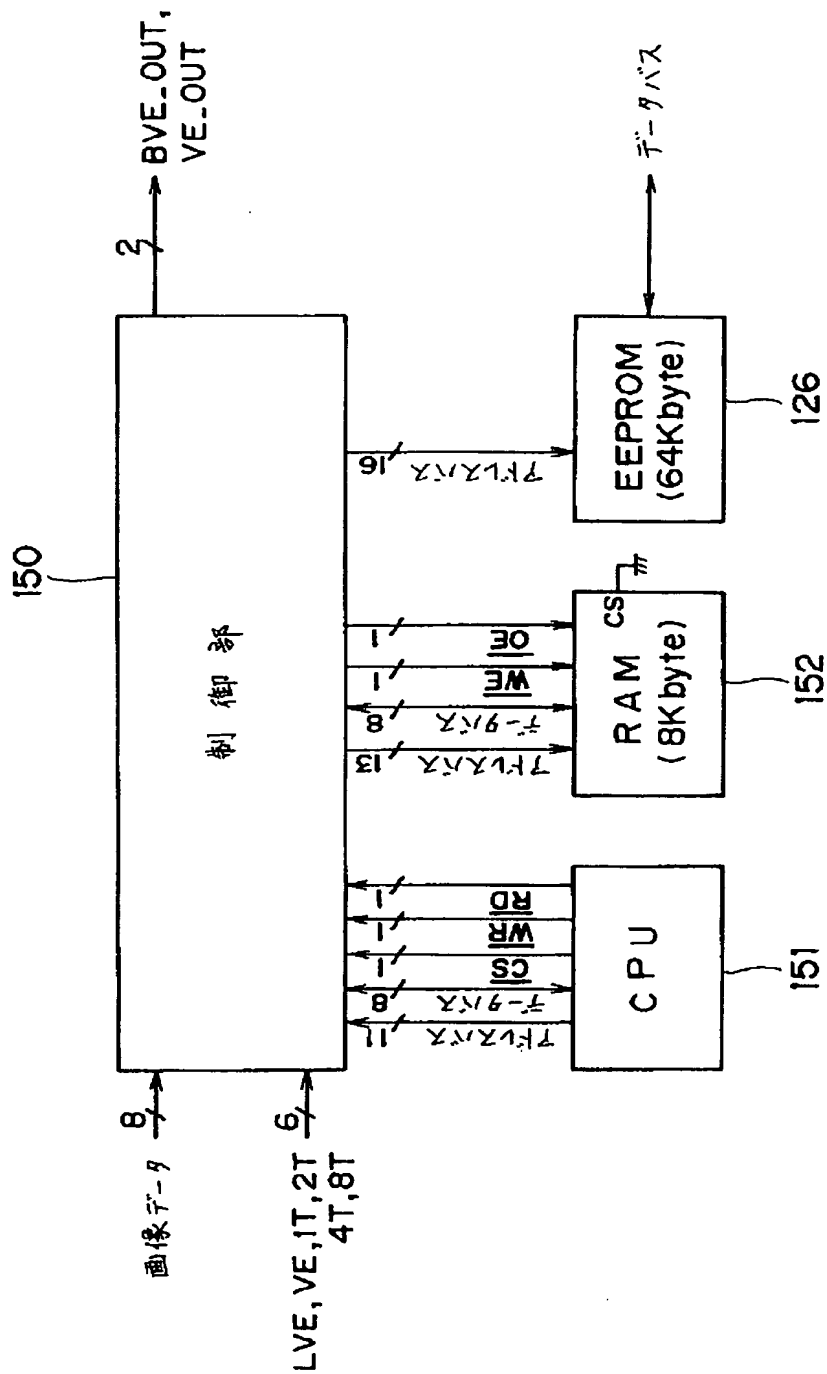 画像データ
8
LVE, VE, 1T, 2T
4T, 8T
6
150
制御部
2
BVE_OUT,
VE_OUT
11
アドレスバス
8
データバス
1
CS
1
WR
1
RD
CPU
151
13
アドレスバス
8
データバス
1
WE
1
OE
RAM
(8Kbyte)
CS
152
16
アドレスバス
EEPROM
(64Kbyte)
126
データバス